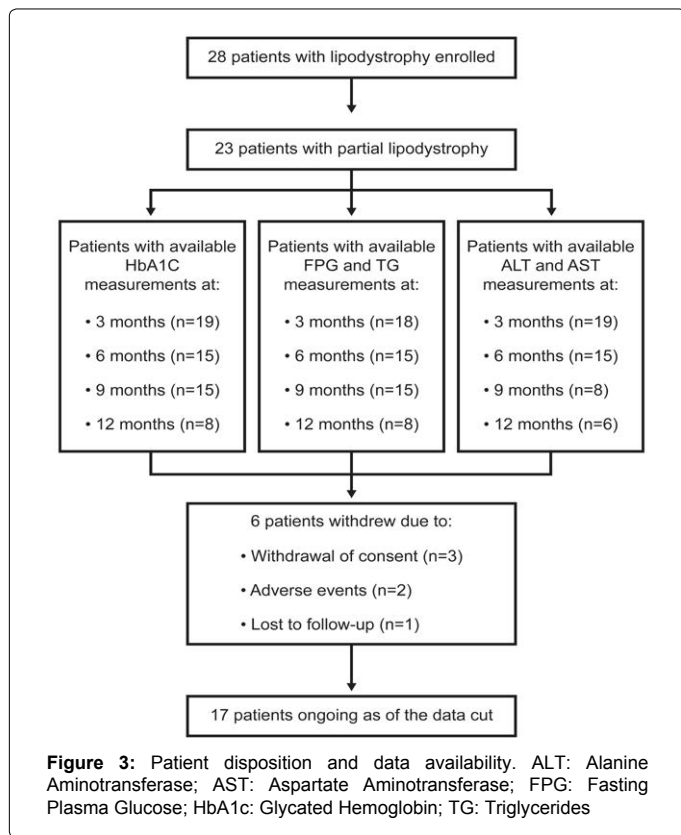 28 patients with lipodystrophy enrolled
23 patients with partial lipodystrophy
Patients with available
HbA1C
measurements at:
• 3 months (n=19)
• 6 months (n=15)
• 9 months (n=15)
• 12 months (n=8)
Patients with available
FPG and TG
measurements at:
• 3 months (n=18)
• 6 months (n=15)
• 9 months (n=15)
• 12 months (n=8)
Patients with available
ALT and AST
measurements at:
• 3 months (n=19)
• 6 months (n=15)
• 9 months (n=8)
• 12 months (n=6)
6 patients withdrew due to:
• Withdrawal of consent (n=3)
• Adverse events (n=2)
• Lost to follow-up (n=1)
17 patients ongoing as of the data cut
Figure 3: Patient disposition and data availability. ALT: Alanine
Aminotransferase; AST: Aspartate Aminotransferase; FPG: Fasting
Plasma Glucose; HbA1c: Glycated Hemoglobin; TG: Triglycerides